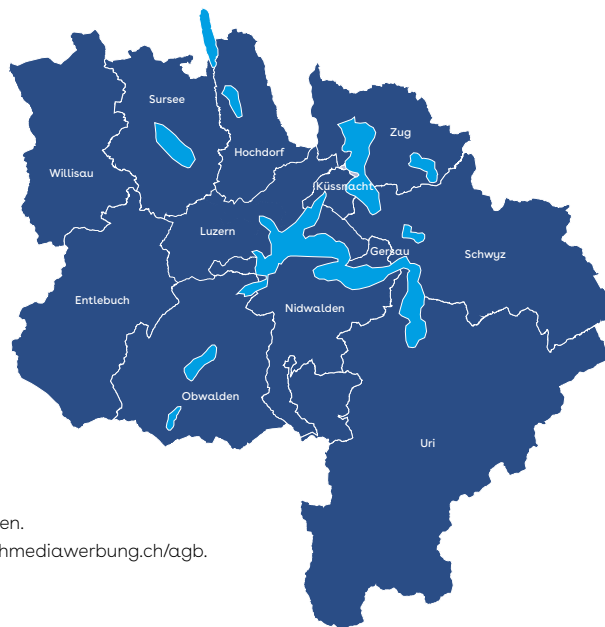 Sursee
Zug
Hochdorf
Willisau
Küssnacht
Luzern
Gersau
Schwyz
Entlebuch
Nidwalden
Obwalden
Uri
en.
hmediawerbung.ch/agb.